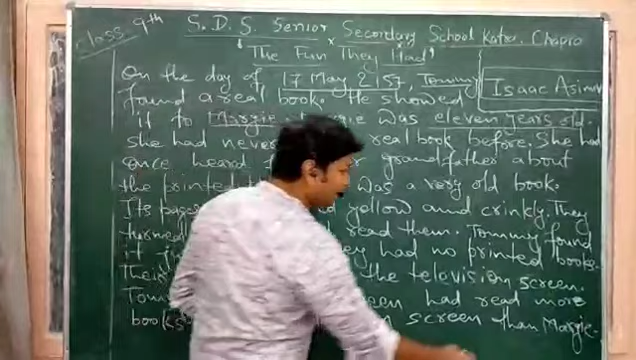 class 9th
S.D.S. Senior Secondary School Katra. Chapra
"The Fun They Had"
On the day of 17 May 2157, Tommy
Isaac Asimov
found a real book. He showed
it to Margie. was eleven years old.
she had never real book before. She had
once heard grandfather about
the printed was a very old book.
Its pages yellow and crinkly. They
turned read them. Tommy found
it they had no printed books.
Their the television screen.
Tommy screen had read more
books screen than Margie.